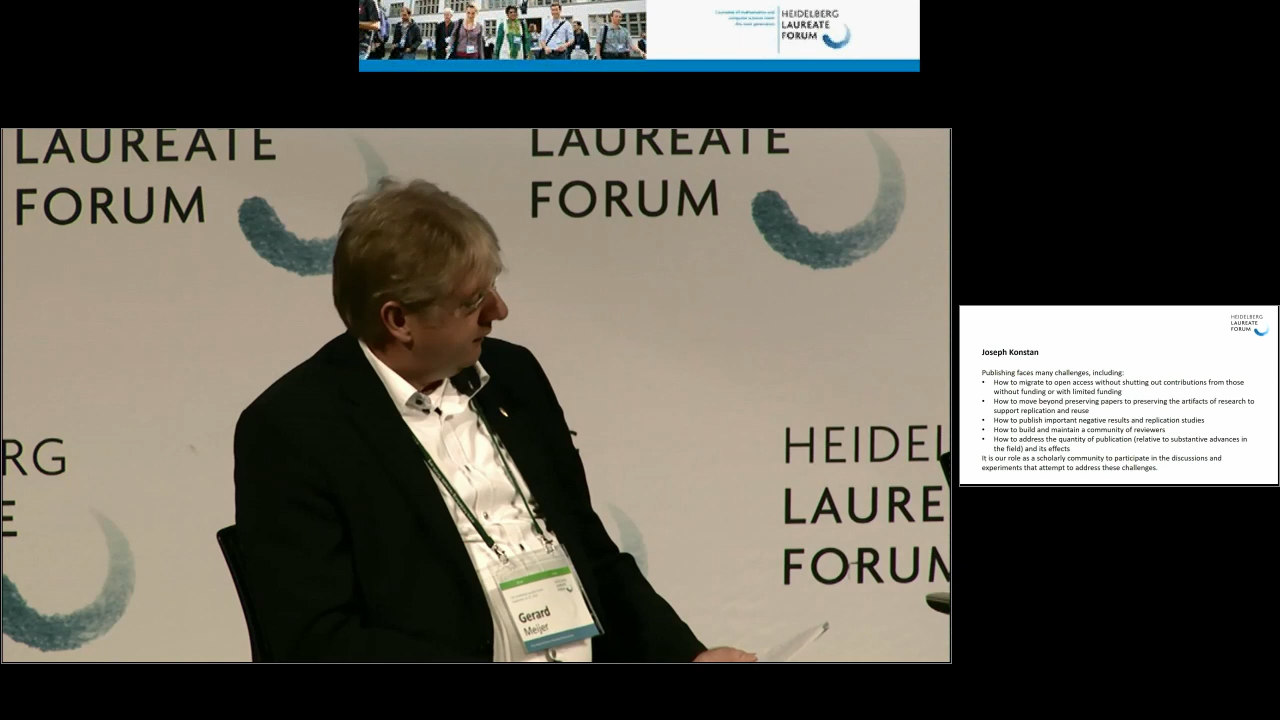 HEIDELBERG
LAUREATE
FORUM
LAUREATE
FORUM
LAUREATE
FORUM
RG
E
HEIDEL
LAURE
FORUM
Gerard
Meijer
HEIDELBERG
LAUREATE
FORUM
Joseph Konstan
Publishing faces many challenges, including:
• How to migrate to open access without shutting out contributions from those
without funding or with limited funding
• How to move beyond preserving papers to preserving the artifacts of research to
support replication and reuse
• How to publish important negative results and replication studies
• How to build and maintain a community of reviewers
• How to address the quantity of publication (relative to substantive advances in
the field) and its effects
It is our role as a scholarly community to participate in the discussions and
experiments that attempt to address these challenges.